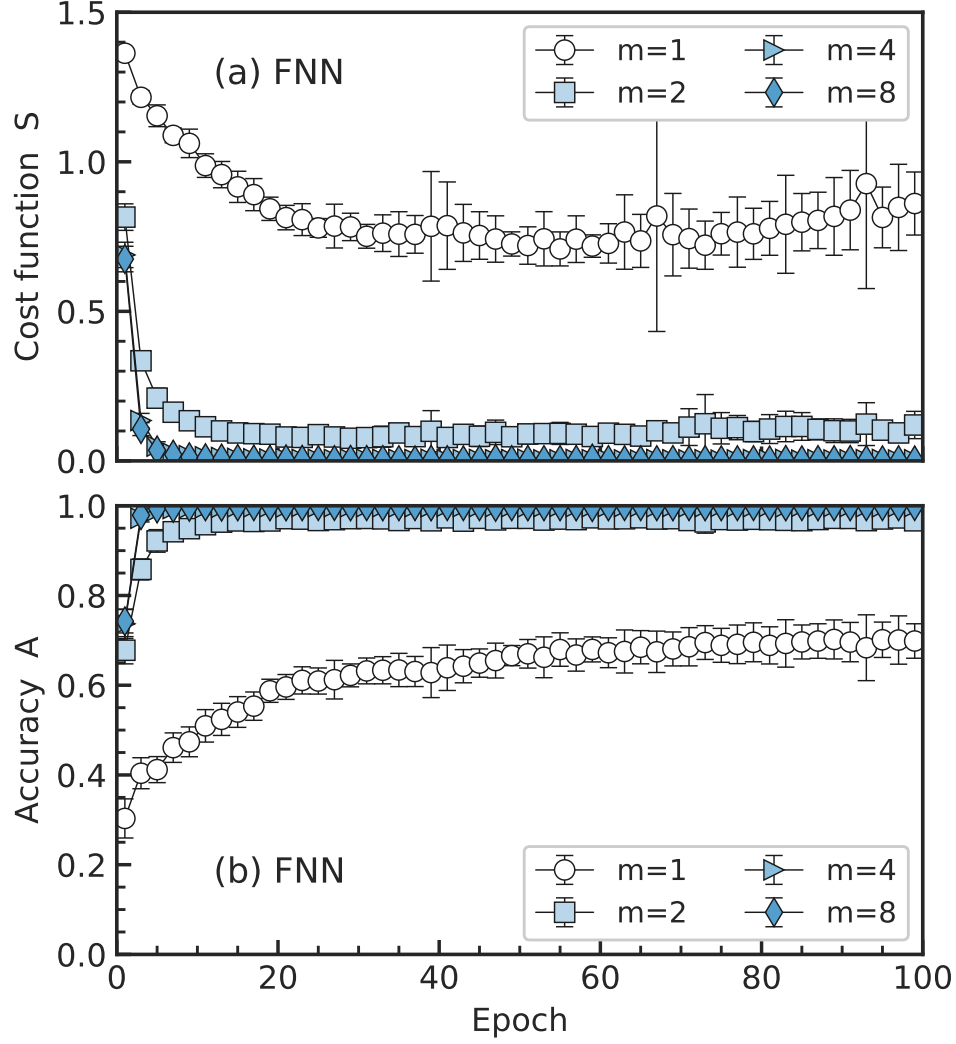 1.5
1.0
0.5
0.0
Cost function S
(a) FNN
m=1
m=2
m=4
m=8
1.0
0.8
0.6
0.4
0.2
0.0
Accuracy A
(b) FNN
m=1
m=2
m=4
m=8
0 20 40 60 80 100
Epoch